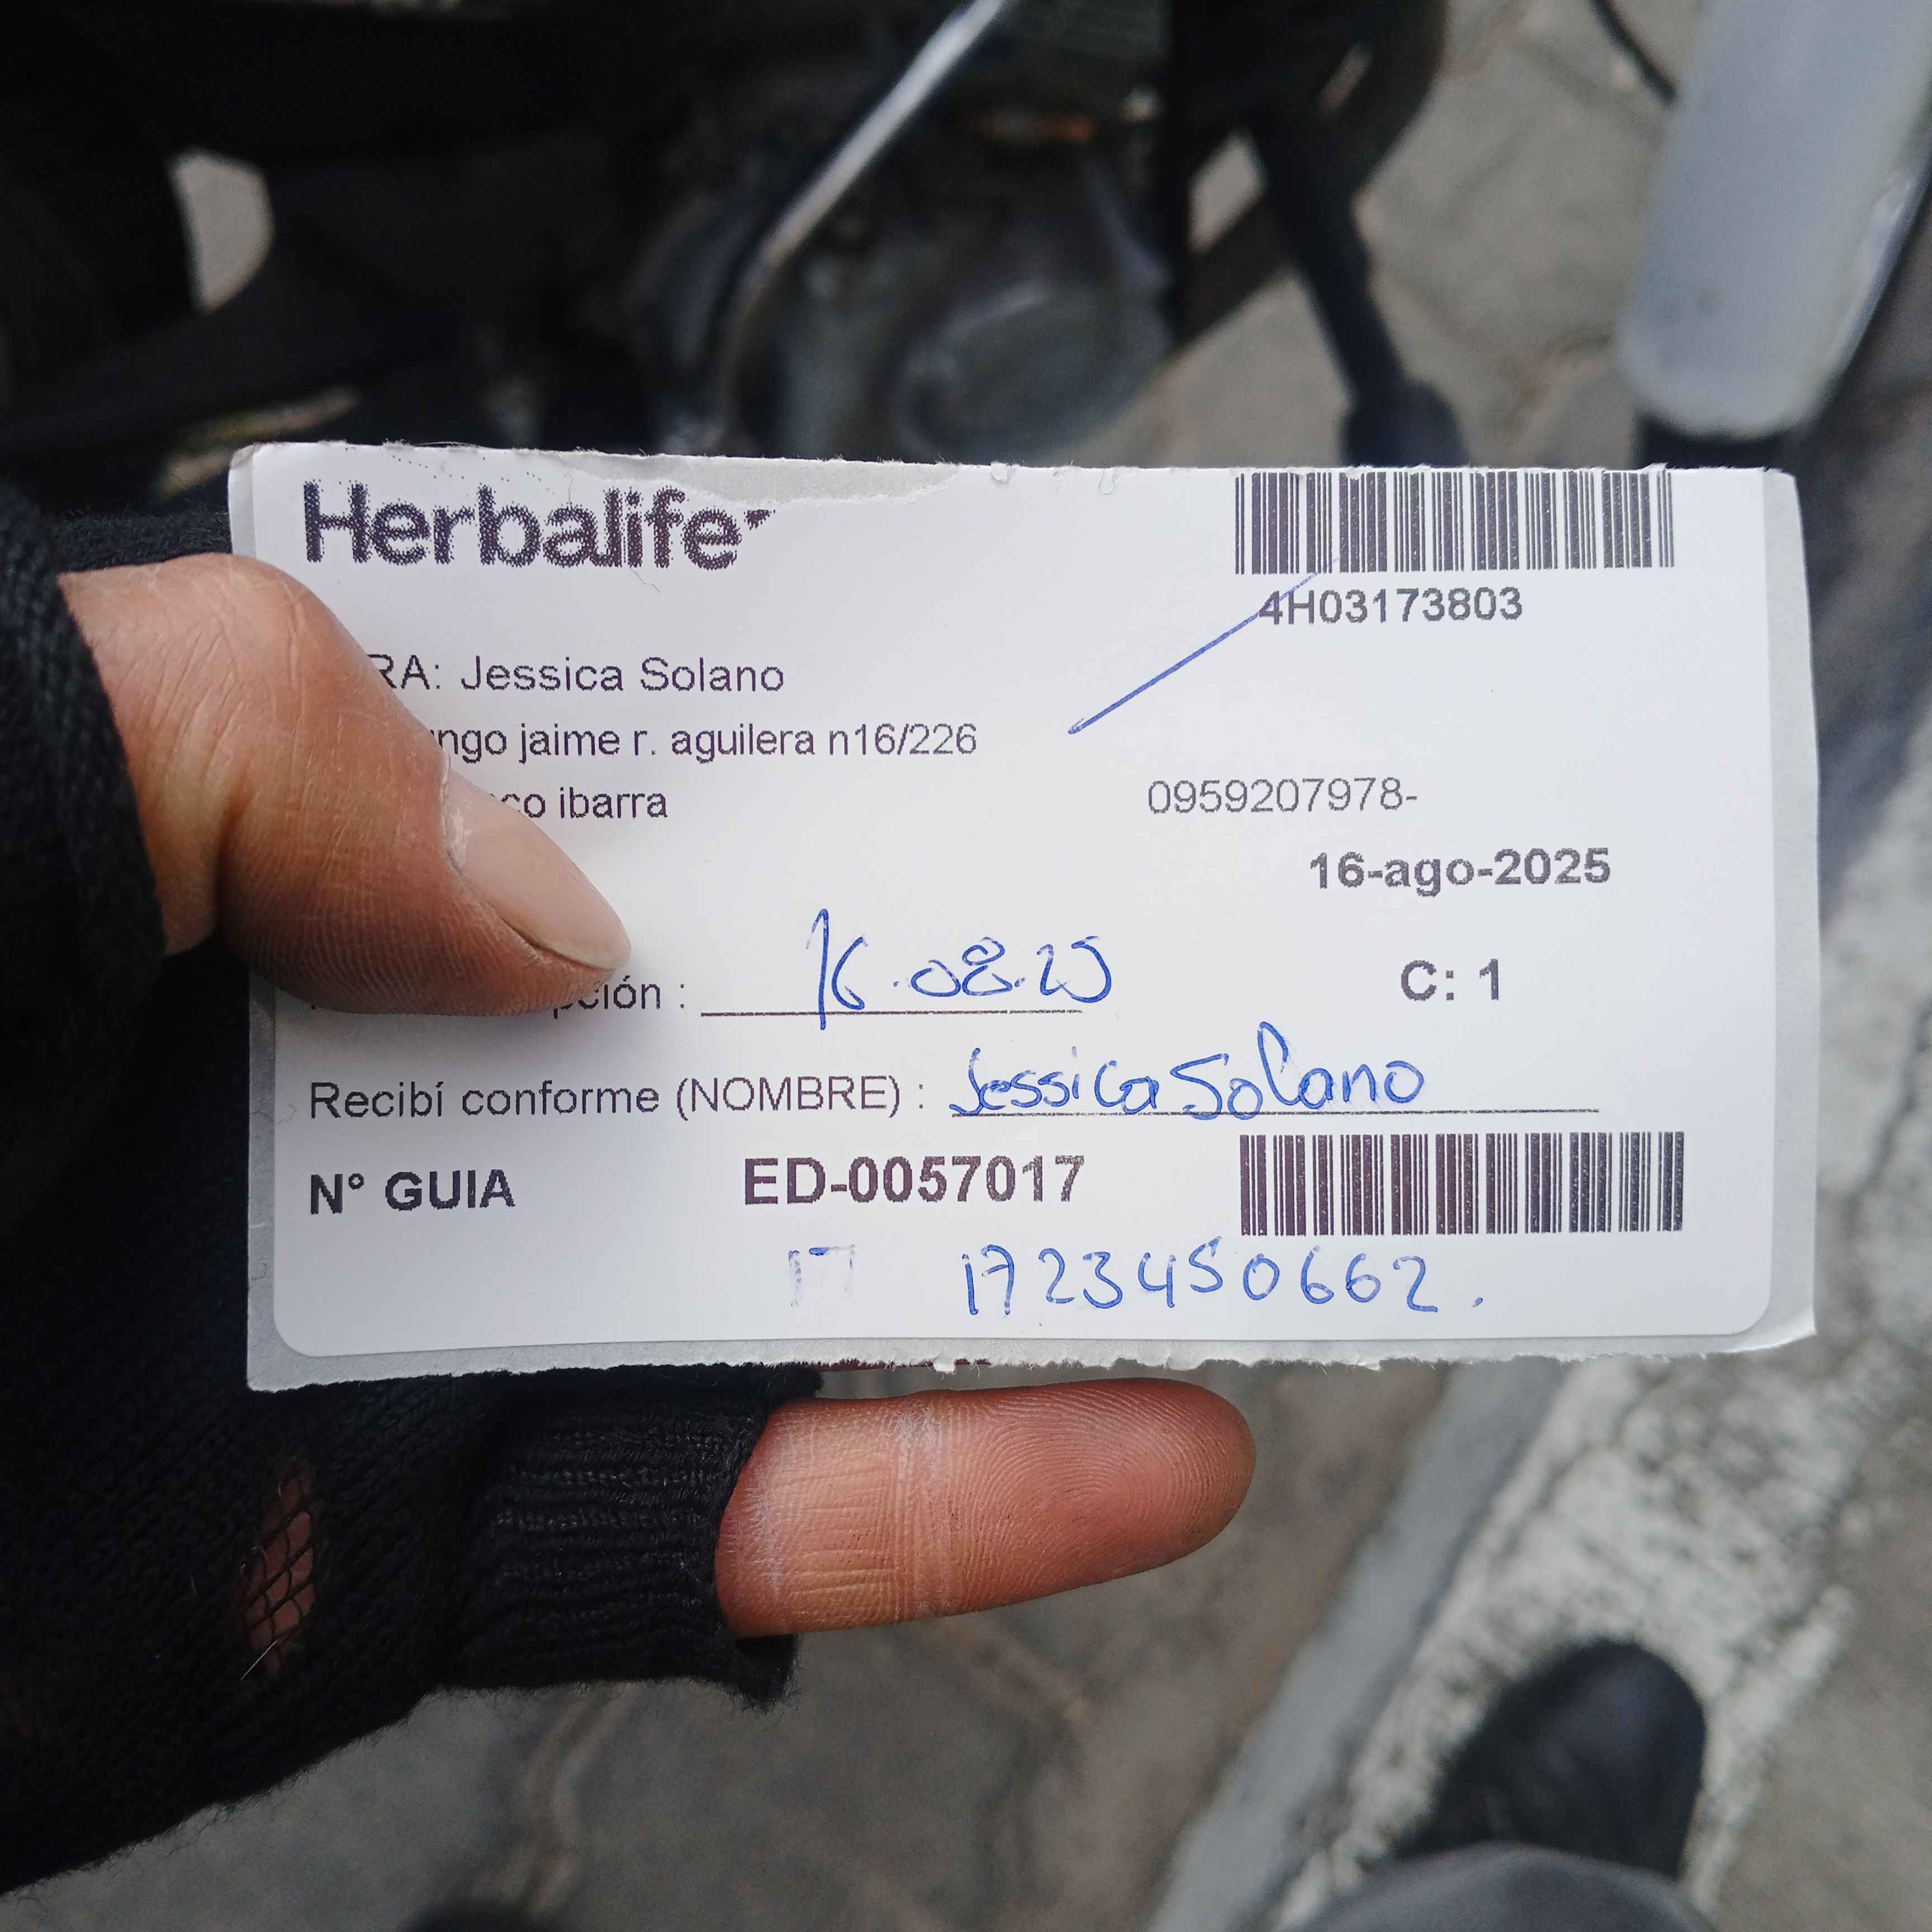 Herbalife
4H03173803
RA: Jessica Solano
ngo jaime r. aguilera n16/226
co ibarra
0959207978-
16-ago-2025
pción : 16.08.25
C: 1
Recibí conforme (NOMBRE) : Jessica Solano
N° GUIA ED-0057017
17 1723450662.